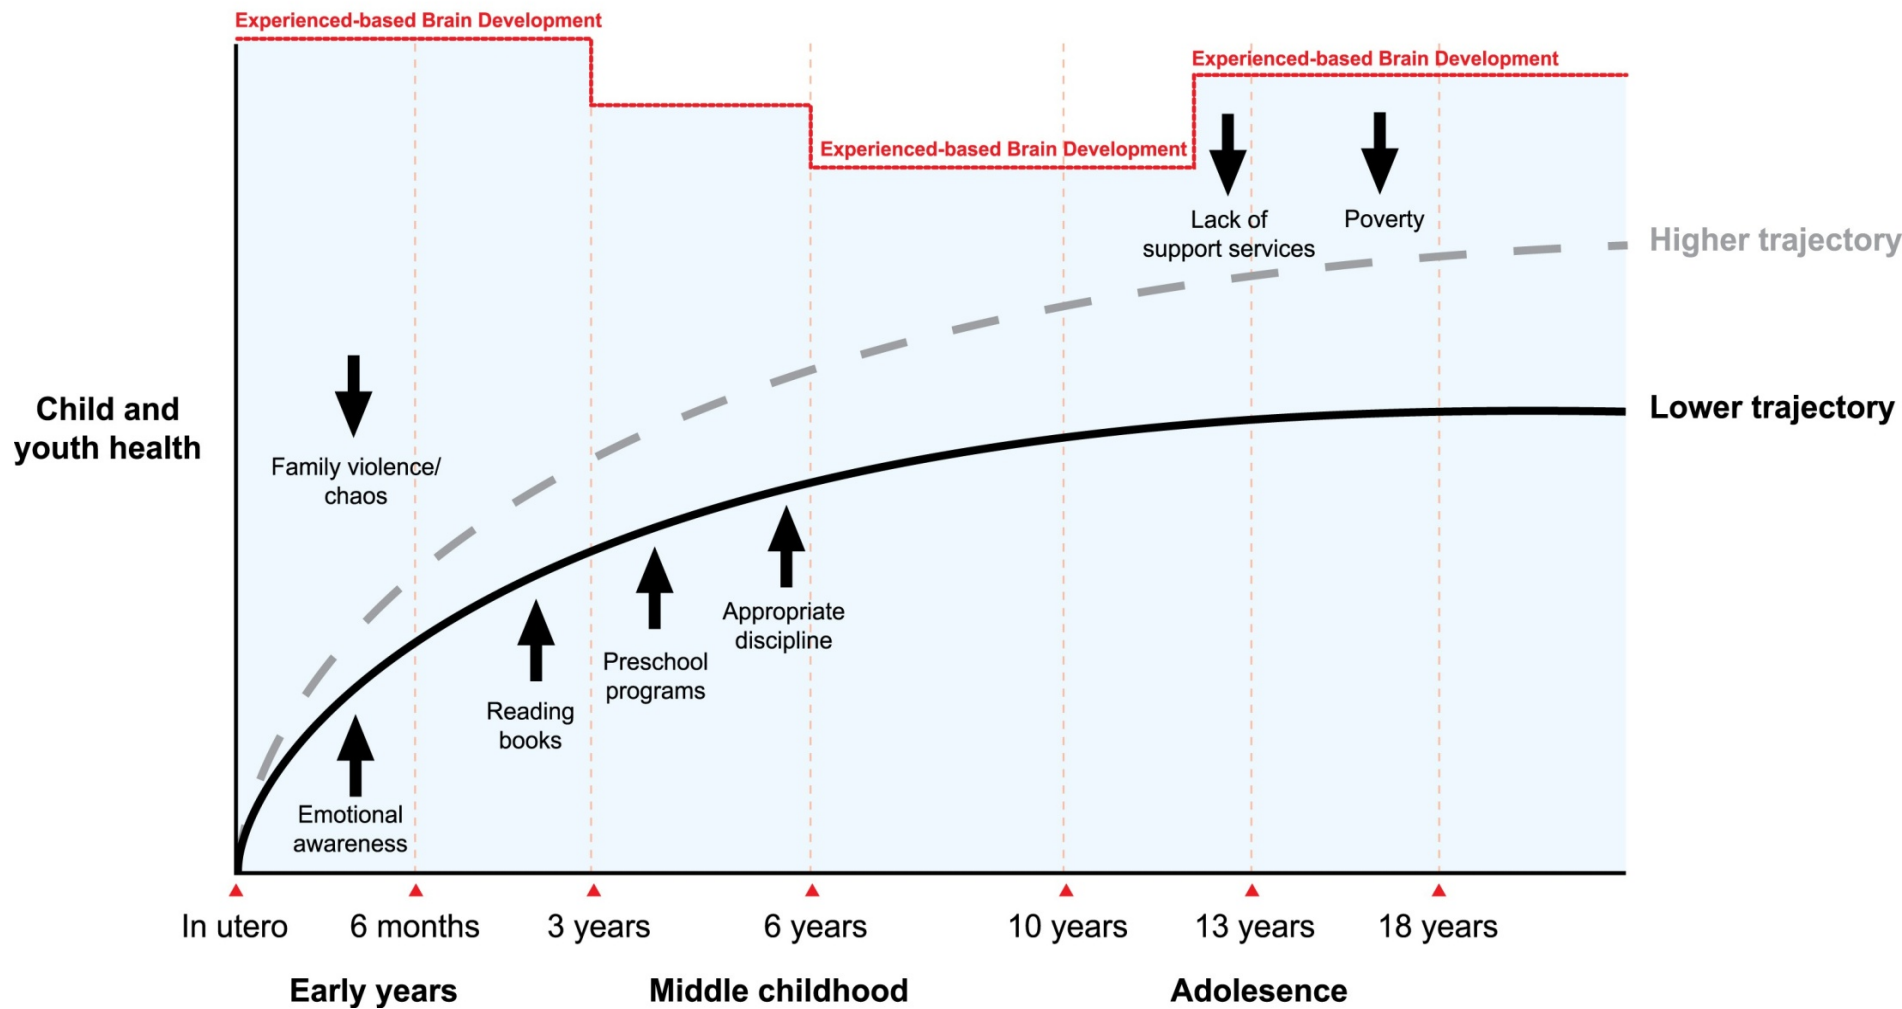 Experienced-based Brain Development
Experienced-based Brain Development
Experienced-based Brain Development
Lack of
support services
Poverty
Higher trajectory
Child and
youth health
Lower trajectory
Family violence/
chaos
Appropriate
discipline
Preschool
programs
Reading
books
Emotional
awareness
In utero
6 months
3 years
6 years
10 years
13 years
18 years
Early years
Middle childhood
Adolesence